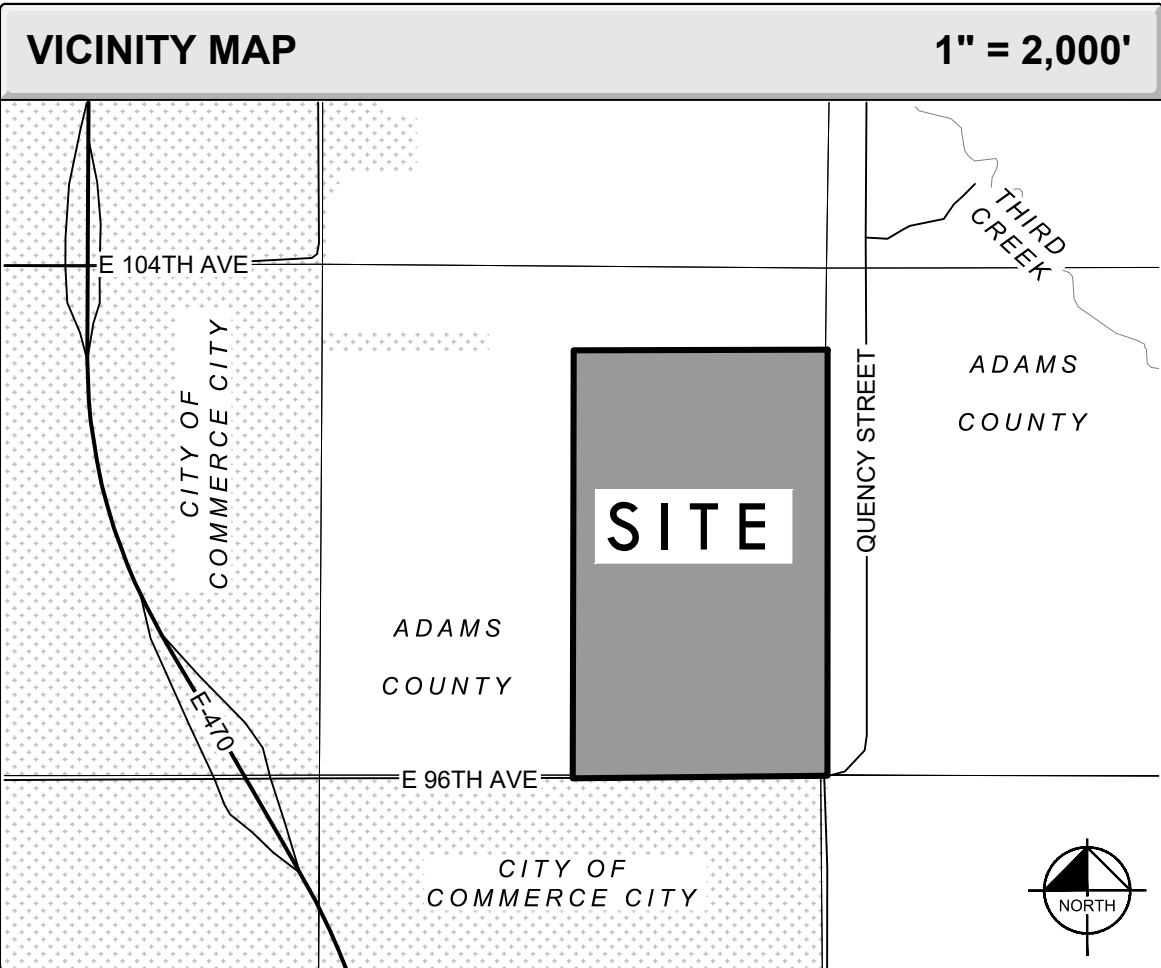 VICINITY MAP
1" = 2,000'
THIRD
CREEK
E 104TH AVE
CITY OF
COMMERCE CITY
QUENCY STREET
ADAMS
COUNTY
SITE
ADAMS
COUNTY
E-470
E 96TH AVE
CITY OF
COMMERCE CITY
NORTH